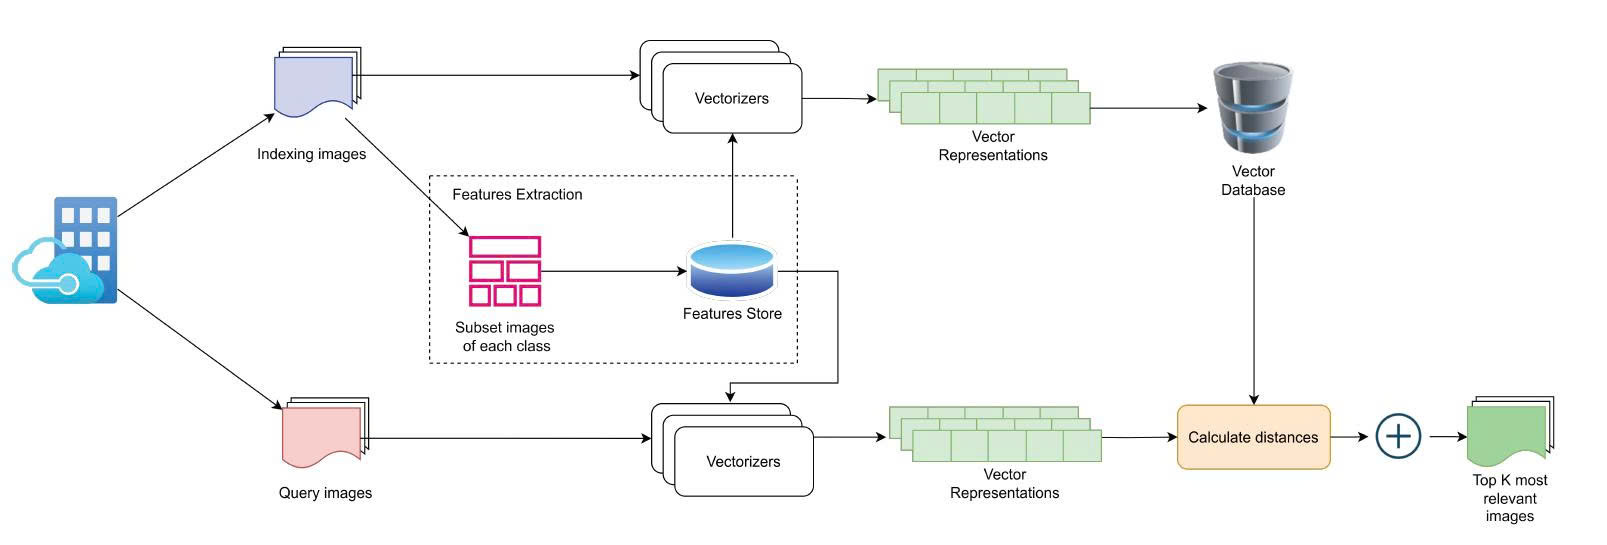 Vectorizers
Indexing images
Vector
Representations
Vector
Database
Features Extraction
Subset images
of each class
Features Store
Query images
Vectorizers
Vector
Representations
Calculate distances
Top K most
relevant
images